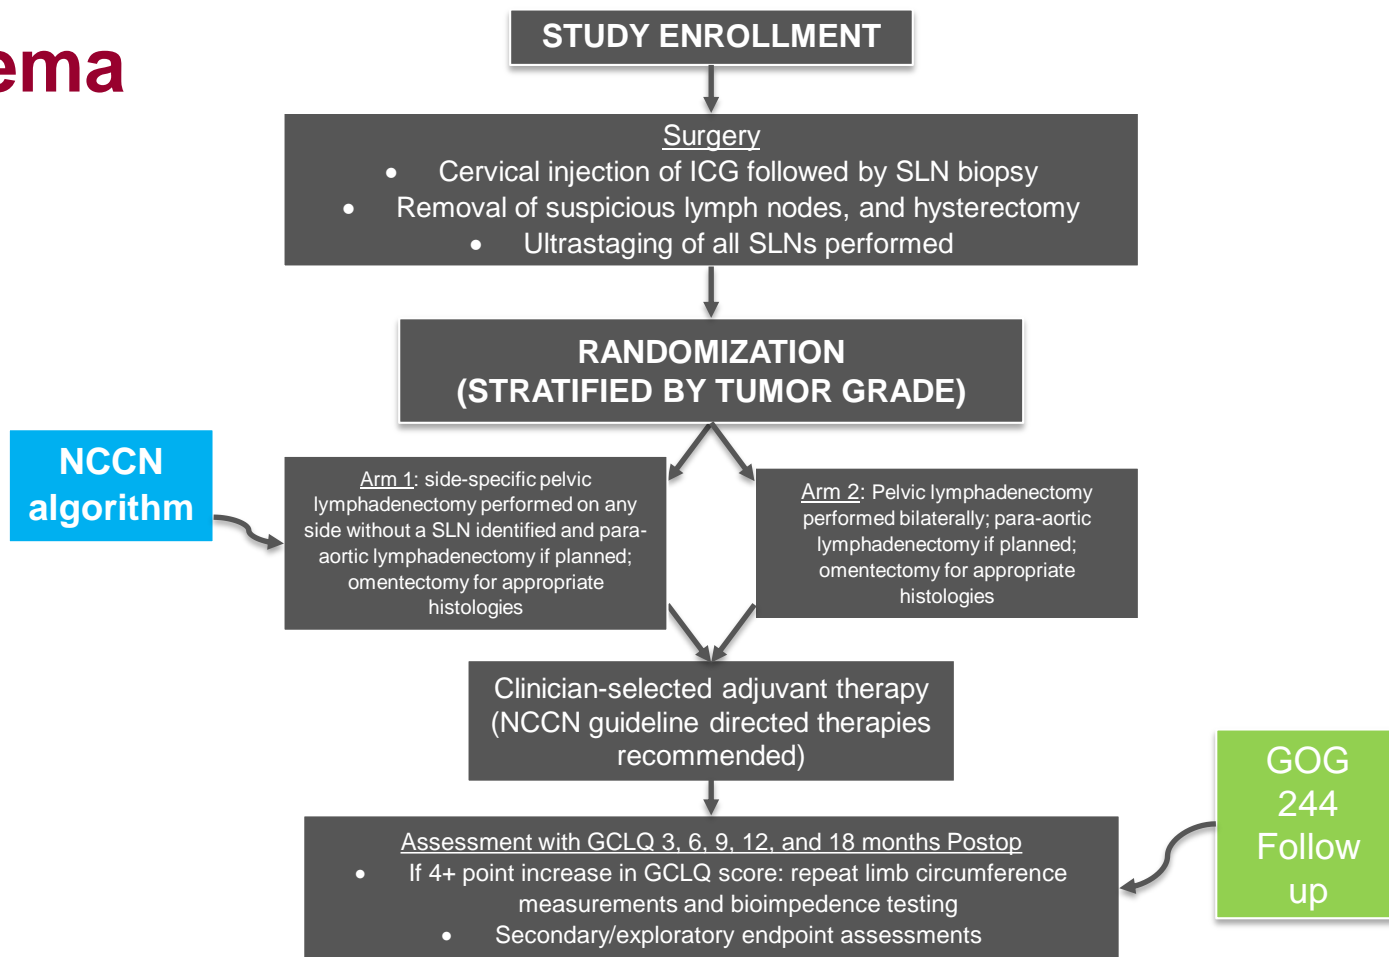 ema
STUDY ENROLLMENT
Surgery
• Cervical injection of ICG followed by SLN biopsy
• Removal of suspicious lymph nodes, and hysterectomy
• Ultrastaging of all SLNs performed
RANDOMIZATION
(STRATIFIED BY TUMOR GRADE)
NCCN
algorithm
Arm 1: side-specific pelvic
lymphadenectomy performed on any
side without a SLN identified and para-
aortic lymphadenectomy if planned;
omentectomy for appropriate
histologies
Arm 2: Pelvic lymphadenectomy
performed bilaterally; para-aortic
lymphadenectomy if planned;
omentectomy for appropriate
histologies
Clinician-selected adjuvant therapy
(NCCN guideline directed therapies
recommended)
GOG
244
Follow
up
Assessment with GCLQ 3, 6, 9, 12, and 18 months Postop
• If 4+ point increase in GCLQ score: repeat limb circumference
measurements and bioimpedence testing
• Secondary/exploratory endpoint assessments